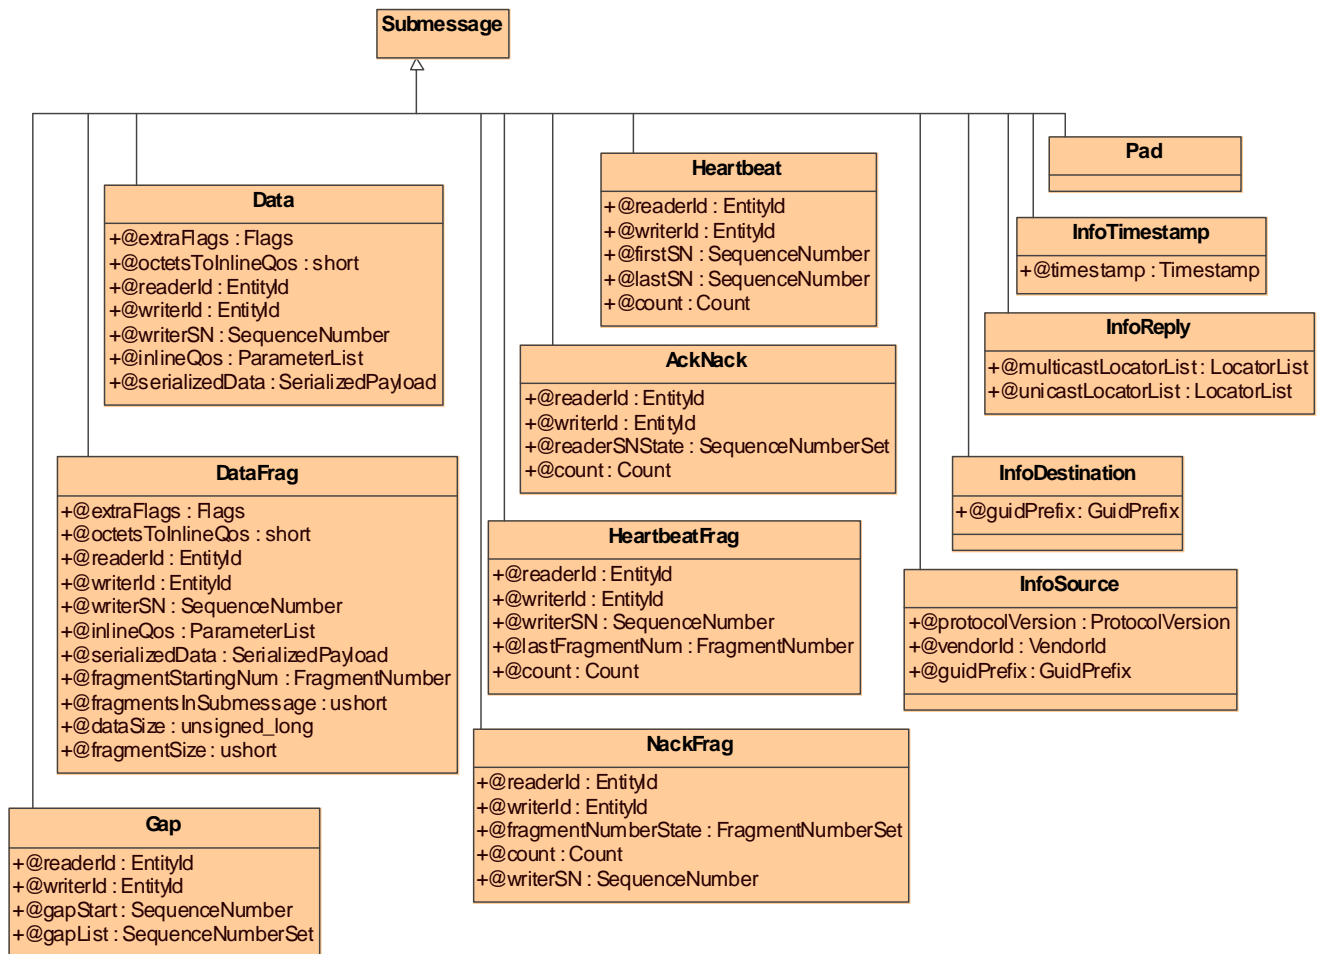 Submessage
Data
+@extraFlags : Flags
+@octetsToInlineQos : short
+@readerId : EntityId
+@writerId : EntityId
+@writerSN : SequenceNumber
+@inlineQos : ParameterList
+@serializedData : SerializedPayload
DataFrag
+@extraFlags : Flags
+@octetsToInlineQos : short
+@readerId : EntityId
+@writerId : EntityId
+@writerSN : SequenceNumber
+@inlineQos : ParameterList
+@serializedData : SerializedPayload
+@fragmentStartingNum : FragmentNumber
+@fragmentsInSubmessage : ushort
+@dataSize : unsigned_long
+@fragmentSize : ushort
Gap
+@readerId : EntityId
+@writerId : EntityId
+@gapStart : SequenceNumber
+@gapList : SequenceNumberSet
Heartbeat
+@readerId : EntityId
+@writerId : EntityId
+@firstSN : SequenceNumber
+@lastSN : SequenceNumber
+@count : Count
AckNack
+@readerId : EntityId
+@writerId : EntityId
+@readerSNState : SequenceNumberSet
+@count : Count
HeartbeatFrag
+@readerId : EntityId
+@writerId : EntityId
+@writerSN : SequenceNumber
+@lastFragmentNum : FragmentNumber
+@count : Count
NackFrag
+@readerId : EntityId
+@writerId : EntityId
+@fragmentNumberState : FragmentNumberSet
+@count : Count
+@writerSN : SequenceNumber
Pad
InfoTimestamp
+@timestamp : Timestamp
InfoReply
+@multicastLocatorList : LocatorList
+@unicastLocatorList : LocatorList
InfoDestination
+@guidPrefix : GuidPrefix
InfoSource
+@protocolVersion : ProtocolVersion
+@vendorId : VendorId
+@guidPrefix : GuidPrefix